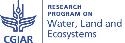 CGIAR
RESEARCH
PROGRAM ON
Water, Land and
Ecosystems